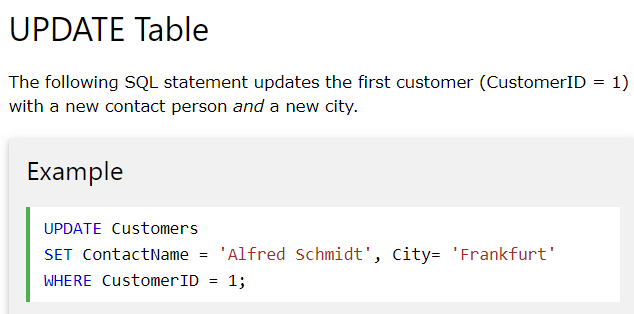 UPDATE Table
The following SQL statement updates the first customer (CustomerID = 1)
with a new contact person and a new city.
Example
UPDATE Customers
SET ContactName = 'Alfred Schmidt', City= 'Frankfurt'
WHERE CustomerID = 1;